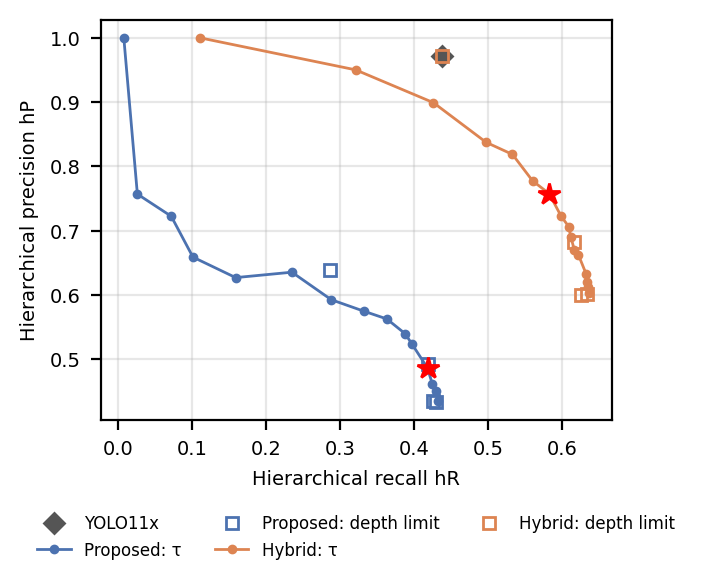 1.0
0.9
0.8
0.7
0.6
0.5
Hierarchical precision hP
0.0 0.1 0.2 0.3 0.4 0.5 0.6
Hierarchical recall hR
YOLO11x Proposed: depth limit Hybrid: depth limit
Proposed: τ Hybrid: τ